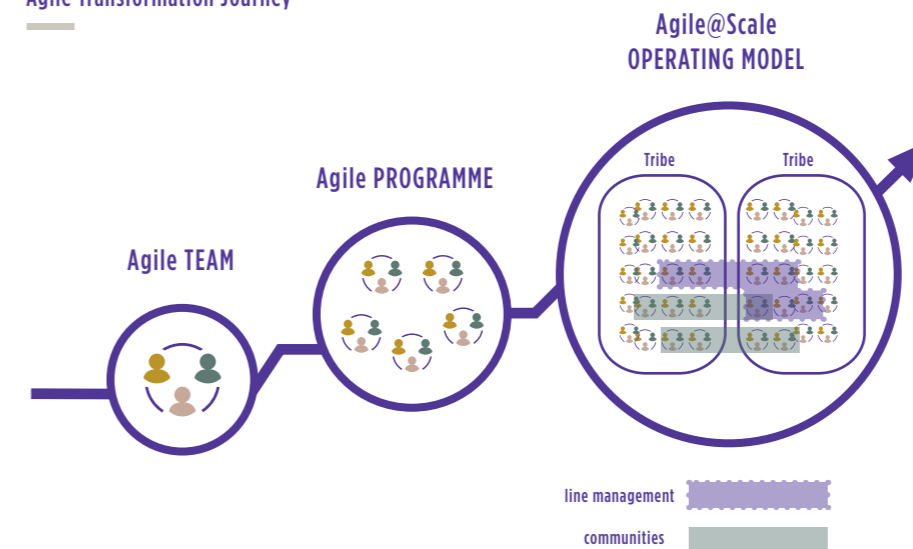 Agile Transformation Journey
Agile@Scale
OPERATING MODEL
Tribe
Tribe
Agile PROGRAMME
Agile TEAM
line management
communities